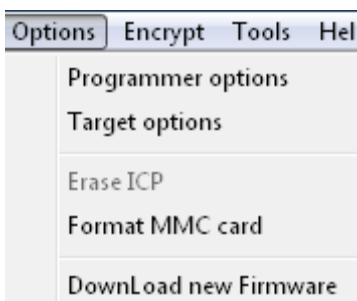 Options Encrypt Tools Hel
Programmer options
Target options
Erase ICP
Format MMC card
DownLoad new Firmware